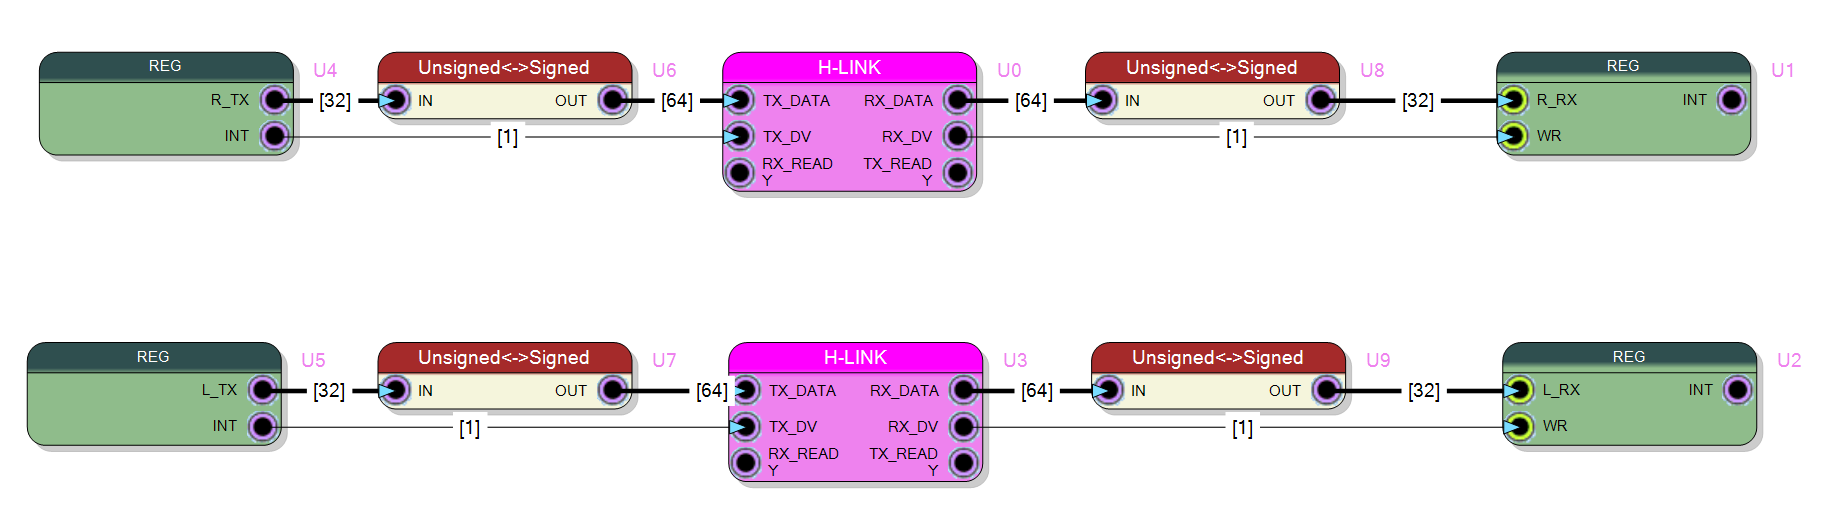 REG U4 Unsigned<->Signed U6 H-LINK U0 Unsigned<->Signed U8 REG U1
R_TX [32] IN OUT [64] TX_DATA RX_DATA [64] IN OUT [32] R_RX INT
INT [1] TX_DV RX_DV [1] WR
RX_READ TX_READ
Y Y
REG U5 Unsigned<->Signed U7 H-LINK U3 Unsigned<->Signed U9 REG U2
L_TX [32] IN OUT [64] TX_DATA RX_DATA [64] IN OUT [32] L_RX INT
INT [1] TX_DV RX_DV [1] WR
RX_READ TX_READ
Y Y